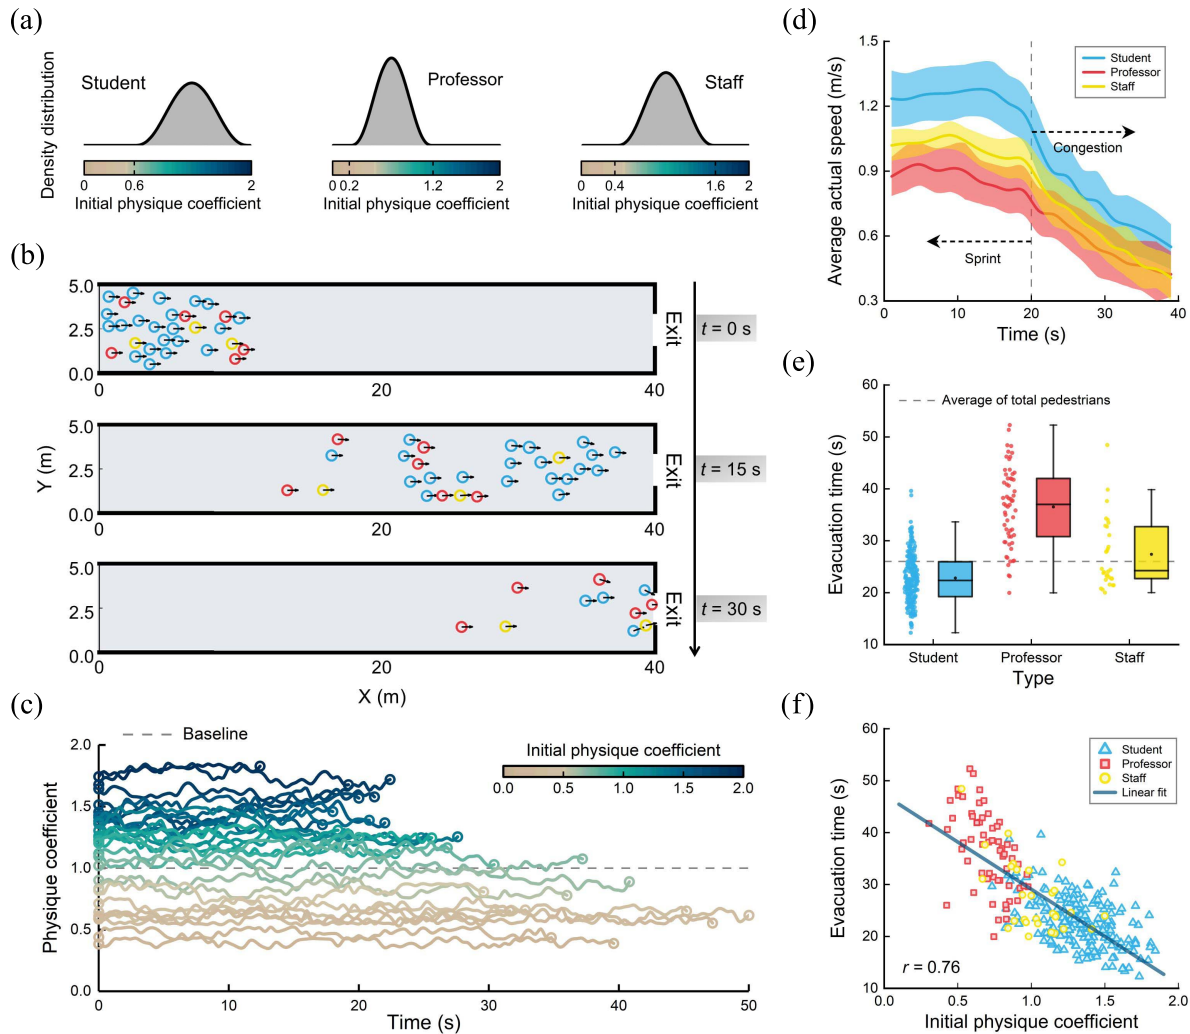 (a)
Density distribution
Student
Professor
Staff
0 0.6 2
Initial physique coefficient
0 0.2 1.2 2
Initial physique coefficient
0 0.4 1.6 2
Initial physique coefficient
(b)
Y (m)
5.0
2.5
0.0
0 20 40
Exit
t = 0 s
5.0
2.5
0.0
0 20 40
Exit
t = 15 s
5.0
2.5
0.0
0 20 40
Exit
t = 30 s
X (m)
(c)
Baseline
Initial physique coefficient
0.0 0.5 1.0 1.5 2.0
Physique coefficient
2.0
1.5
1.0
0.5
0.0
0 10 20 30 40 50
Time (s)
(d)
Average actual speed (m/s)
1.5
1.2
0.9
0.6
0.3
Student
Professor
Staff
Congestion
Sprint
0 10 20 30 40
Time (s)
(e)
Evacuation time (s)
60
50
40
30
20
10
Average of total pedestrians
Student Professor Staff
Type
(f)
Evacuation time (s)
60
50
40
30
20
10
Student
Professor
Staff
Linear fit
r = 0.76
0.0 0.5 1.0 1.5 2.0
Initial physique coefficient